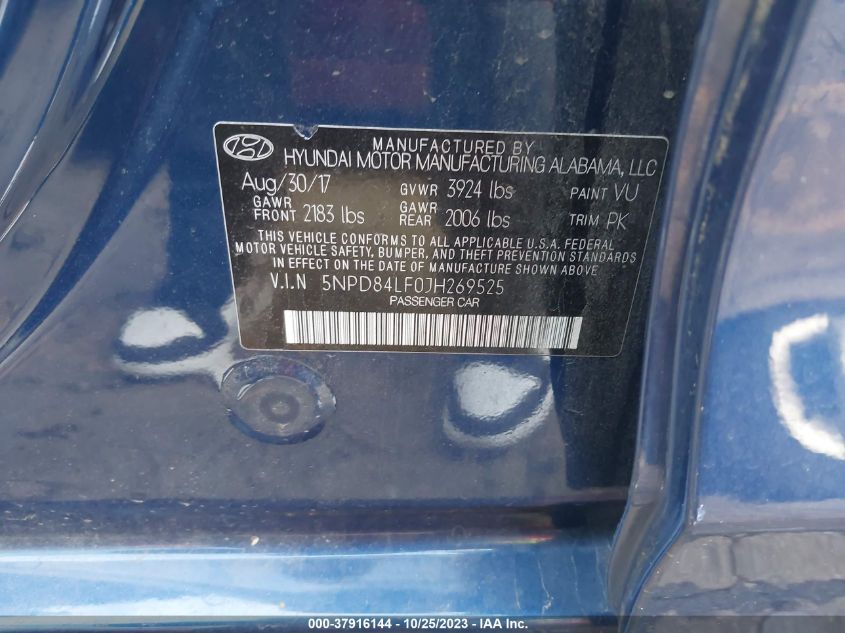 MANUFACTURED BY
HYUNDAI MOTOR MANUFACTURING ALABAMA, LLC
Aug/30/17 GVWR 3924 lbs PAINT VU
GAWR FRONT 2183 lbs GAWR REAR 2006 lbs TRIM PK
THIS VEHICLE CONFORMS TO ALL APPLICABLE U.S.A. FEDERAL
MOTOR VEHICLE SAFETY, BUMPER, AND THEFT PREVENTION STANDARDS
IN EFFECT ON THE DATE OF MANUFACTURE SHOWN ABOVE.
V.I.N 5NPD84LF0JH269525
PASSENGER CAR
000-37916144 - 10/25/2023 - IAA Inc.